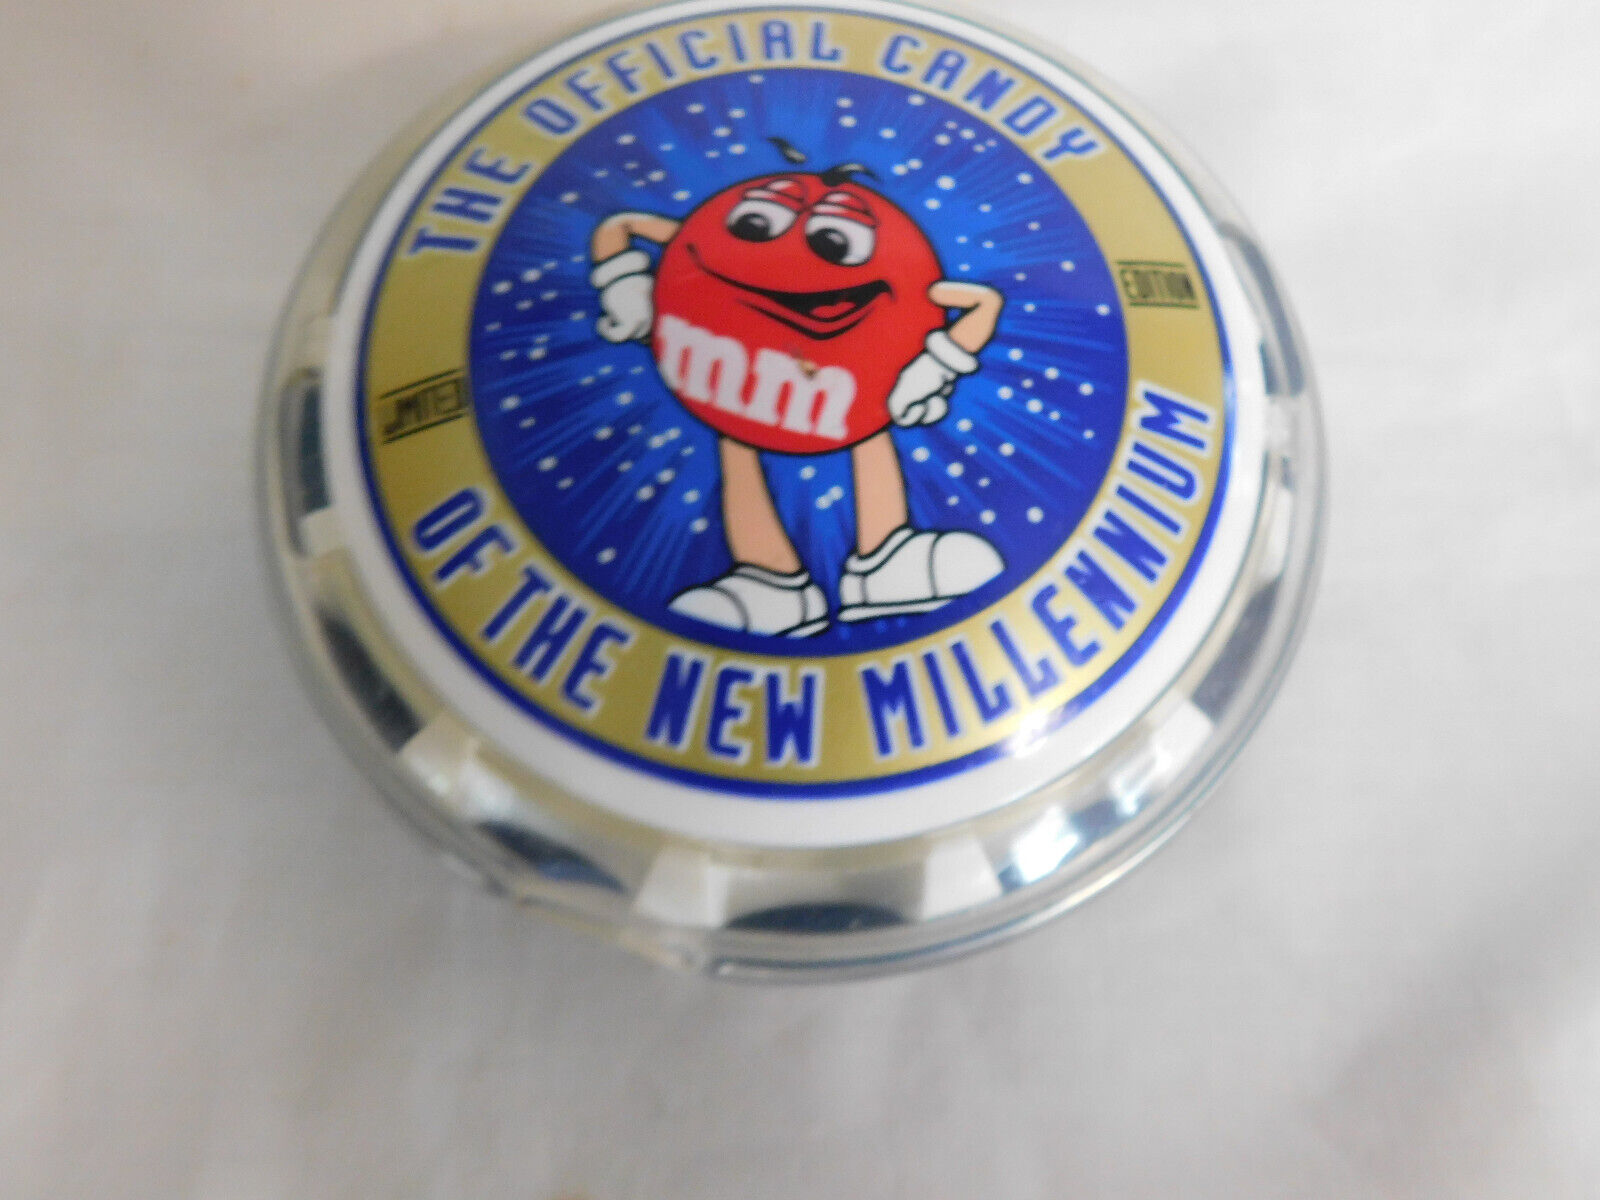 THE OFFICIAL CANDY
LIMITED
EDITION
mm
OF THE NEW MILLENNIUM